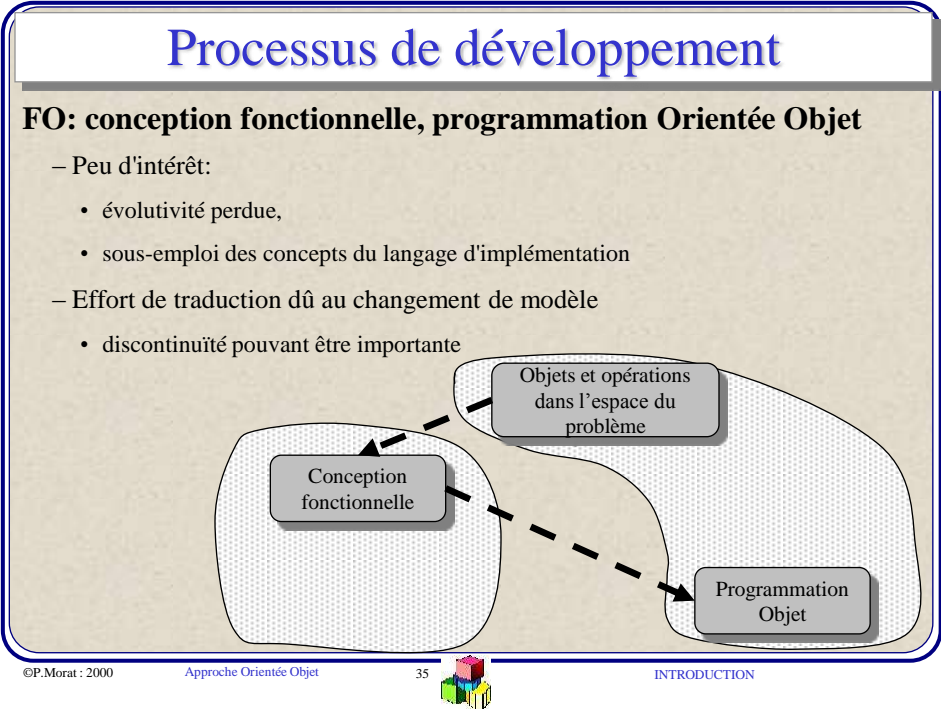 Processus de développement
FO: conception fonctionnelle, programmation Orientée Objet
– Peu d'intérêt:
• évolutivité perdue,
• sous-emploi des concepts du langage d'implémentation
– Effort de traduction dû au changement de modèle
• discontinuïté pouvant être importante
Objets et opérations
dans l’espace du
problème
Conception
fonctionnelle
Programmation
Objet
©P.Morat : 2000
Approche Orientée Objet
35
INTRODUCTION